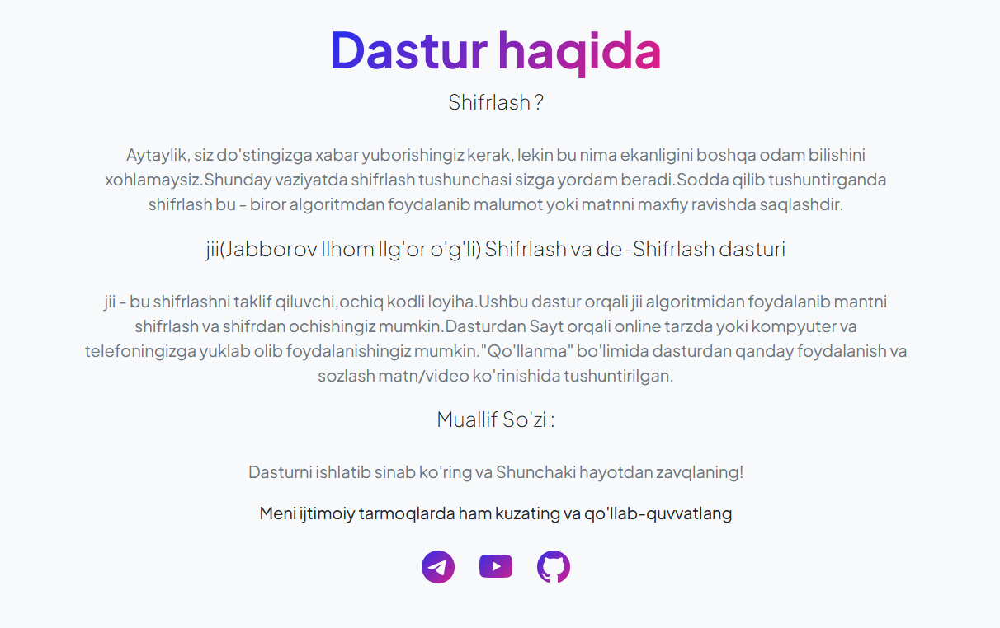 Dastur haqida
Shifrlash ?
Aytaylik, siz do'stingizga xabar yuborishingiz kerak, lekin bu nima ekanligini boshqa odam bilishini
xohlamaysiz.Shunday vaziyatda shifrlash tushunchasi sizga yordam beradi.Sodda qilib tushuntirganda
shifrlash bu - biror algoritmdan foydalanib malumot yoki matnni maxfiy ravishda saqlashdir.
jii(Jabborov Ilhom Ilg'or o'g'li) Shifrlash va de-Shifrlash dasturi
jii - bu shifrlashni taklif qiluvchi,ochiq kodli loyiha.Ushbu dastur orqali jii algoritmidan foydalanib mantni
shifrlash va shifrdan ochishingiz mumkin.Dasturdan Sayt orqali online tarzda yoki kompyuter va
telefoningizga yuklab olib foydalanishingiz mumkin."Qo'llanma" bo'limida dasturdan qanday foydalanish va
sozlash matn/video ko'rinishida tushuntirilgan.
Muallif So'zi :
Dasturni ishlatib sinab ko'ring va Shunchaki hayotdan zavqlaning!
Meni ijtimoiy tarmoqlarda ham kuzating va qo'llab-quvvatlang